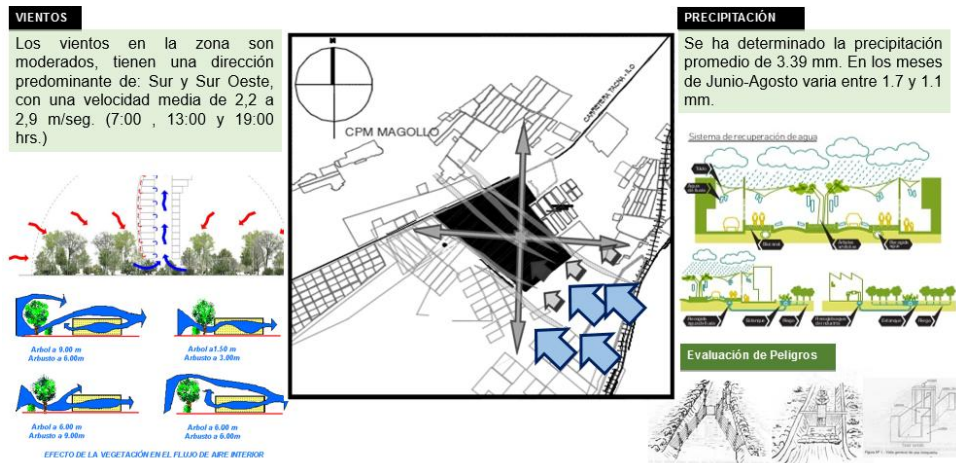 VIENTOS
Los vientos en la zona son
moderados, tienen una dirección
predominante de: Sur y Sur Oeste,
con una velocidad media de 2,2 a
2,9 m/seg. (7:00 , 13:00 y 19:00
hrs.)
Arbol a 9.00 m
Arbusto a 6.00m
Arbol a1.50 m
Arbusto a 3.00m
Arbol a 6.00 m
Arbusto a 9.00m
Arbol a 6.00 m
Arbusto a 6.00m
EFECTO DE LA VEGETACIÓN EN EL FLUJO DE AIRE INTERIOR
CPM MAGOLLO
CARRETERA TACNA - ILO
PRECIPITACIÓN
Se ha determinado la precipitación
promedio de 3.39 mm. En los meses
de Junio-Agosto varia entre 1.7 y 1.1
mm.
Sistema de recuperación de agua
Evaluación de Peligros